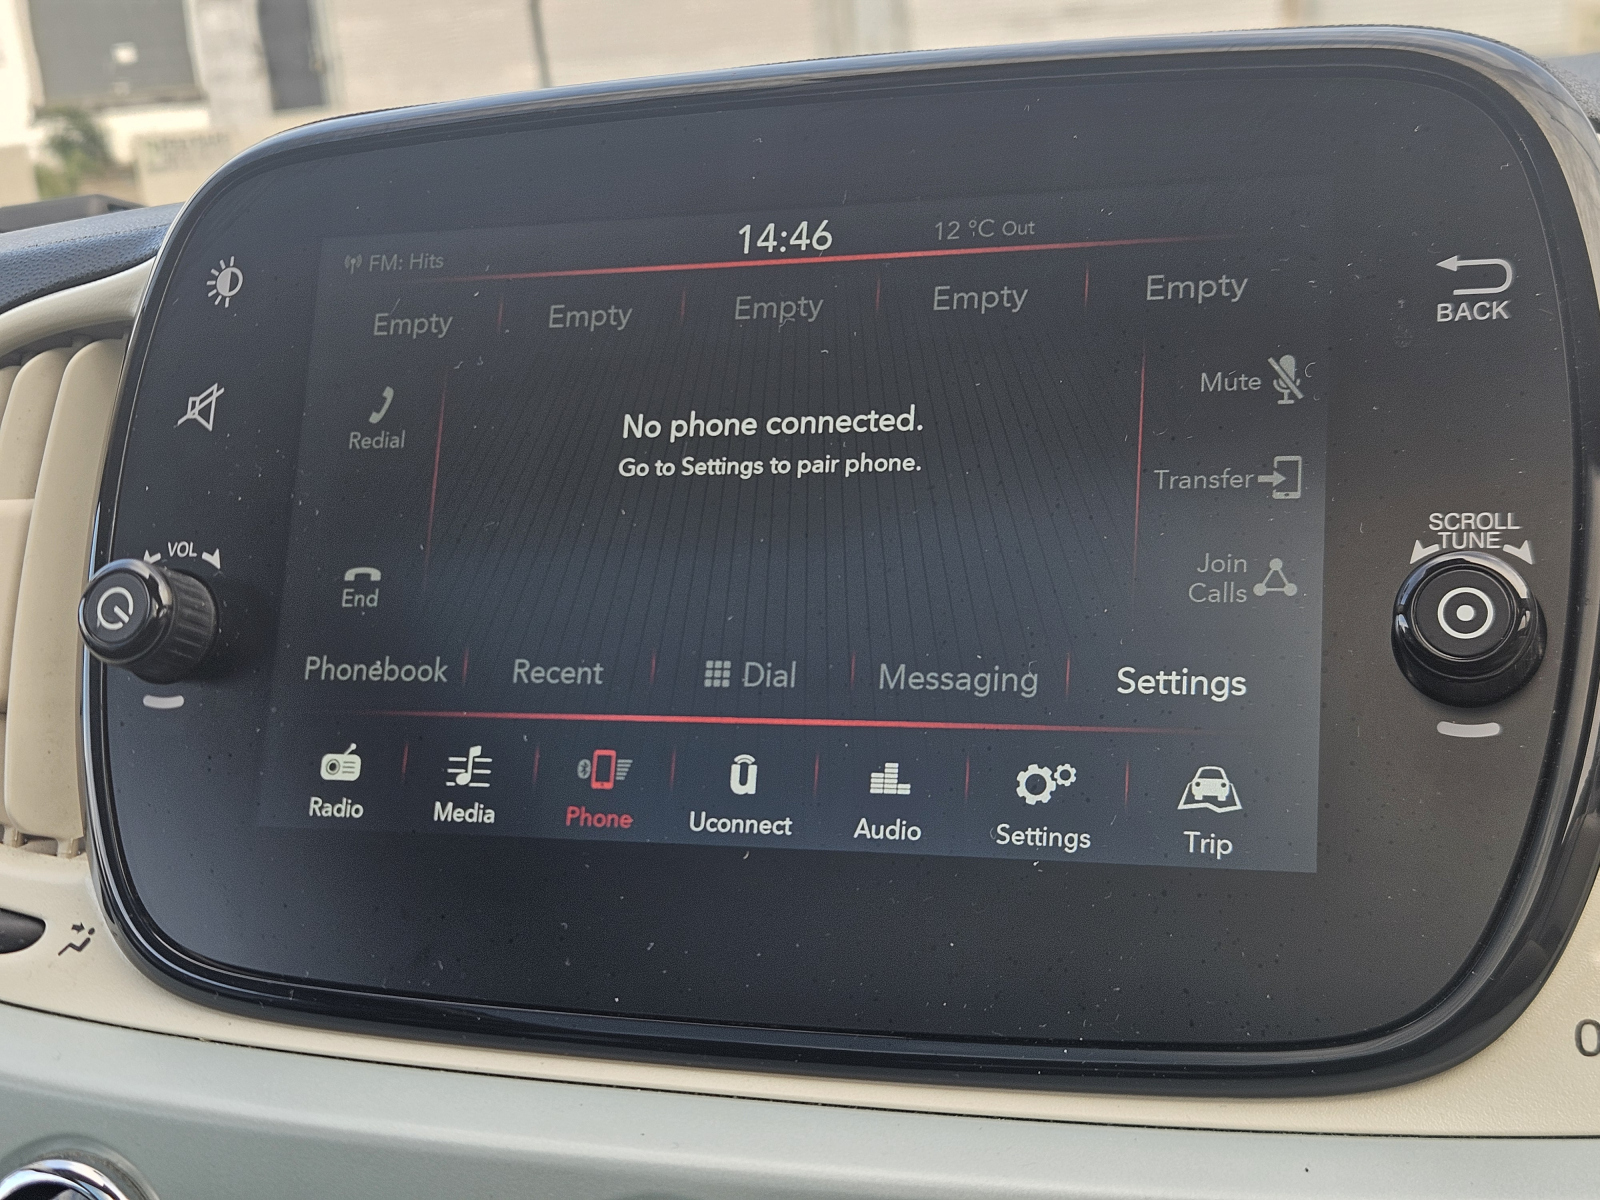 FM: Hits
14:46
12 °C Out
Empty
Empty
Empty
Empty
Empty
BACK
Redial
No phone connected.
Go to Settings to pair phone.
Mute
Transfer
Join
Calls
End
VOL
SCROLL
TUNE
Phonebook
Recent
Dial
Messaging
Settings
Radio
Media
Phone
Uconnect
Audio
Settings
Trip